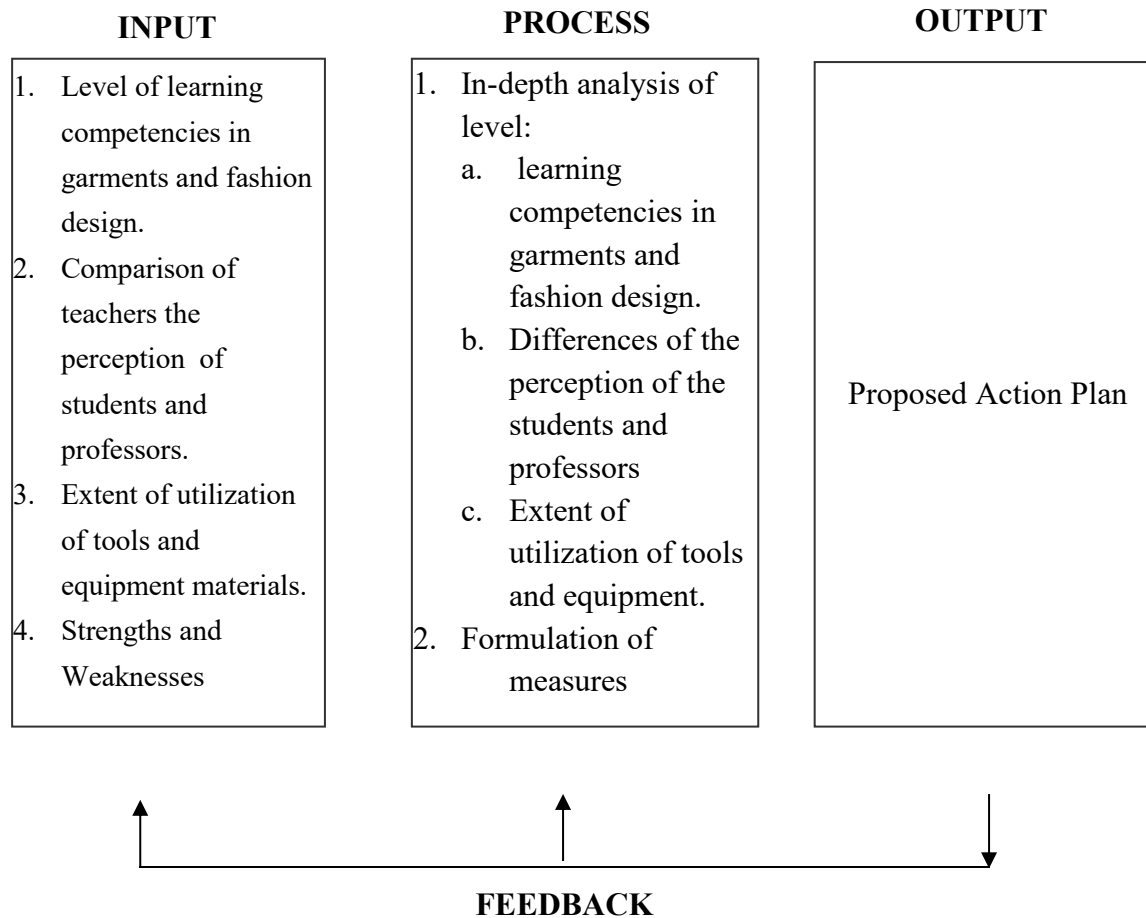 INPUT
1. Level of learning
competencies in
garments and fashion
design.
2. Comparison of
teachers the
perception of
students and
professors.
3. Extent of utilization
of tools and
equipment materials.
4. Strengths and
Weaknesses
PROCESS
1. In-depth analysis of
level:
a. learning
competencies in
garments and
fashion design.
b. Differences of the
perception of the
students and
professors
c. Extent of
utilization of tools
and equipment.
2. Formulation of
measures
OUTPUT
Proposed Action Plan
FEEDBACK